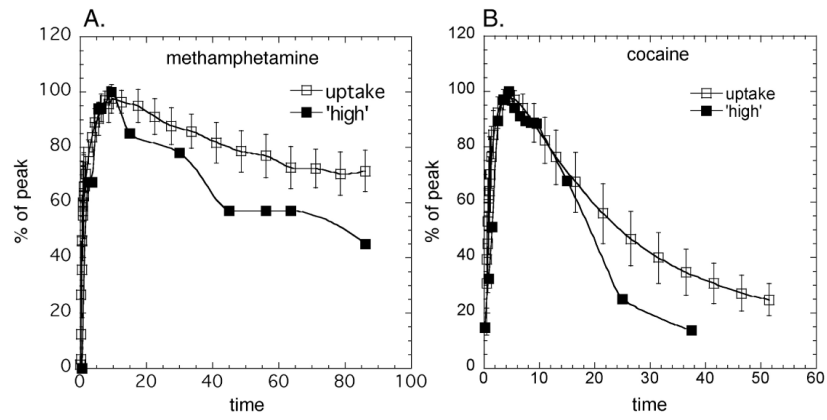 A.
methamphetamine
uptake
'high'
% of peak
120
100
80
60
40
20
0
0 20 40 60 80 100
time
B.
cocaine
uptake
'high'
% of peak
120
100
80
60
40
20
0
0 10 20 30 40 50 60
time